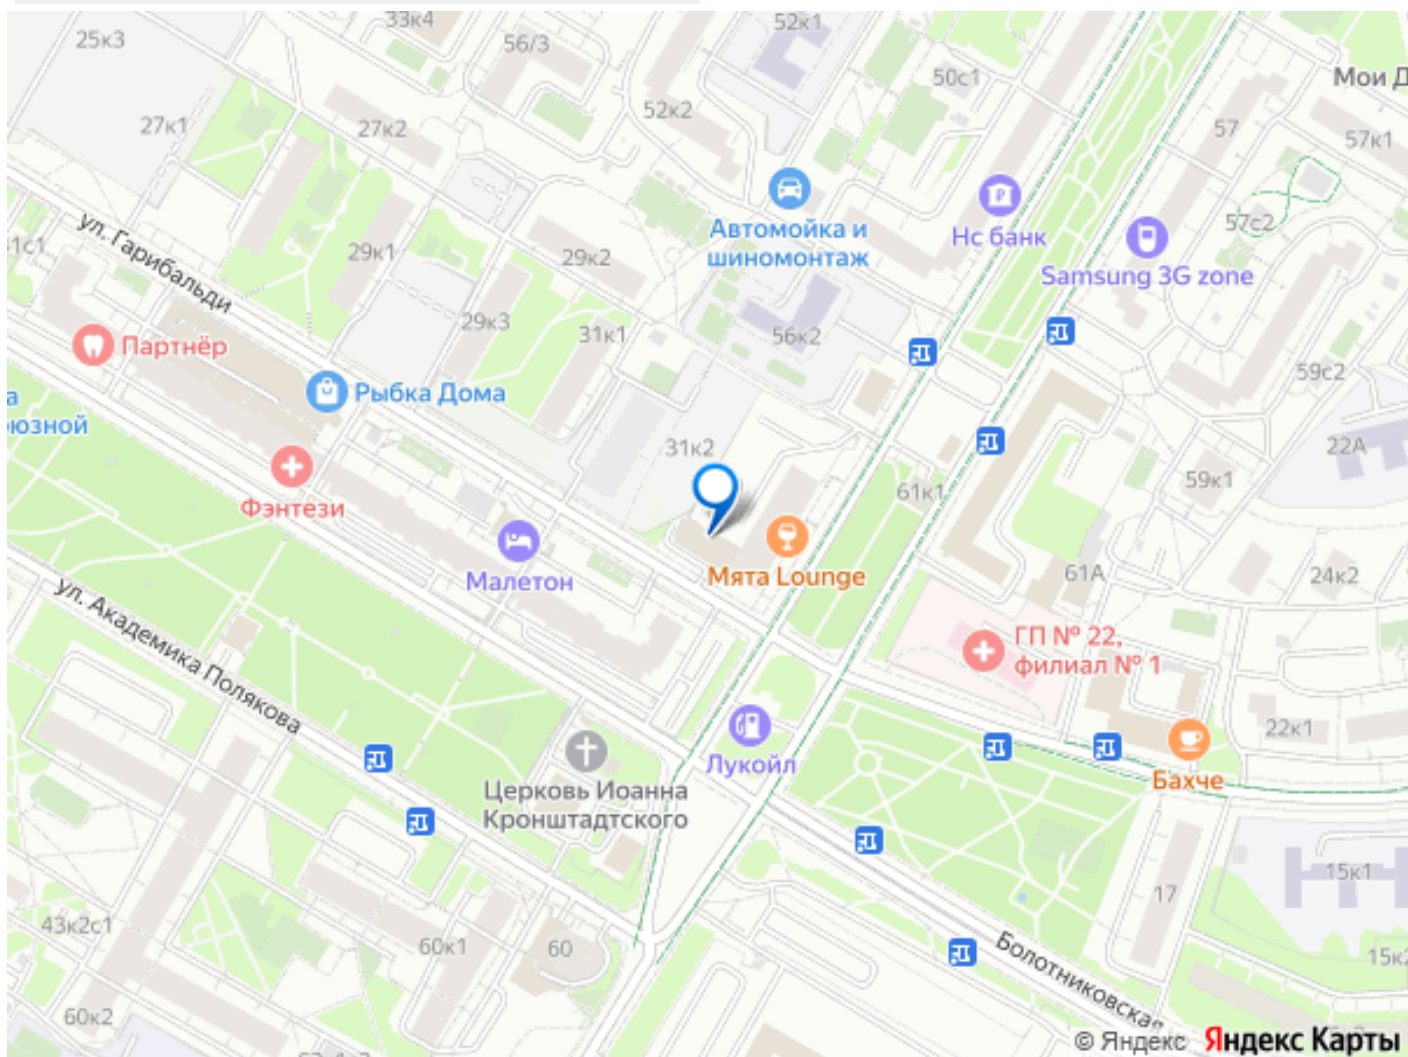 33к4
52к1
25к3
56/3
50с1
Мои Д
52к2
27к1
27к2
57
57к1
Автомойка и
шиномонтаж
Нс банк
57с2
ул. Гарибальди
29к1
29к2
Samsung 3G zone
29к3
31к1
56к2
Партнёр
59с2
Рыбка Дома
а
юзной
31к2
22А
59к1
61к1
Фэнтези
Малетон
Мята Lounge
61А
24к2
ул. Академика Полякова
ГП № 22,
филиал № 1
22к1
Лукойл
Бахче
Церковь Иоанна
Кронштадтского
15к1
17
43к2с1
60к1
60
Болотниковская
15к2
60к2
© Яндекс Яндекс Карты